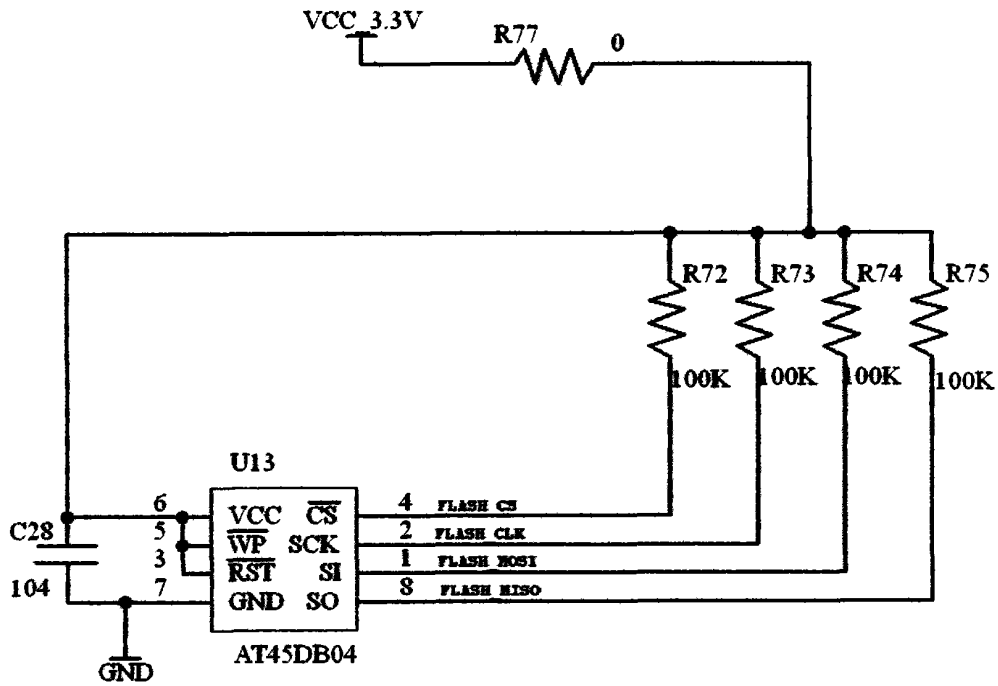 VCC 3.3V
R77
0
R72
R73
R74
R75
100K
100K
100K
100K
U13
C28
104
6
5
3
7
VCC
WP
RST
GND
CS
SCK
SI
SO
4
2
1
8
FLASH CS
FLASH CLK
FLASH MOSI
FLASH MISO
AT45DB04
GND